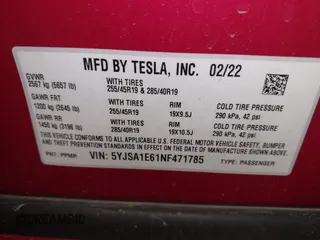 MFD BY TESLA, INC. 02/22
GVWR
2567 kg (5657 lb)
WITH TIRES
255/45R19 & 285/40R19
GAWR FRT
1200 kg (2645 lb)
WITH TIRES
255/45R19
RIM
19X9.5J
COLD TIRE PRESSURE
290 kPa, 42 psi
GAWR RR
1450 kg (3196 lb)
WITH TIRES
285/40R19
RIM
19X10.5J
COLD TIRE PRESSURE
290 kPa, 42 psi
THIS VEHICLE CONFORMS TO ALL APPLICABLE FEDERAL MOTOR VEHICLE SAFETY, BUMPER,
AND THEFT PREVENTION STANDARDS IN EFFECT ON THE DATE OF MANUFACTURE SHOWN ABOVE.
PNT: PPMR
VIN: 5YJSA1E61NF471785
TYPE: PASSENGER